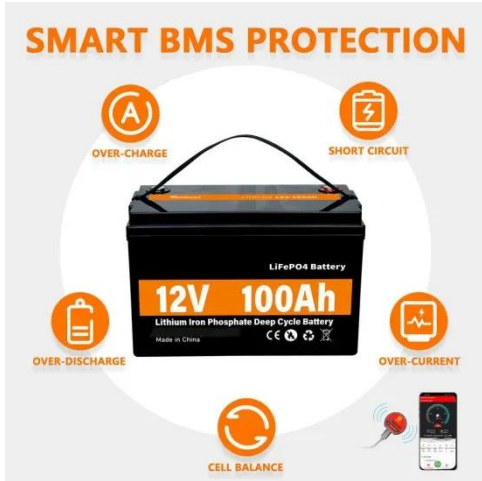 SMART BMS PROTECTION
OVER-CHARGE
SHORT CIRCUIT
LiFePO4 Battery
12V 100Ah
Lithium Iron Phosphate Deep Cycle Battery
Made in China
CE
OVER-DISCHARGE
OVER-CURRENT
CELL BALANCE